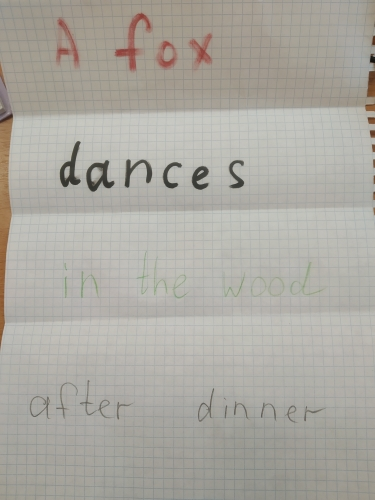 A fox
dances
in the wood
after dinner